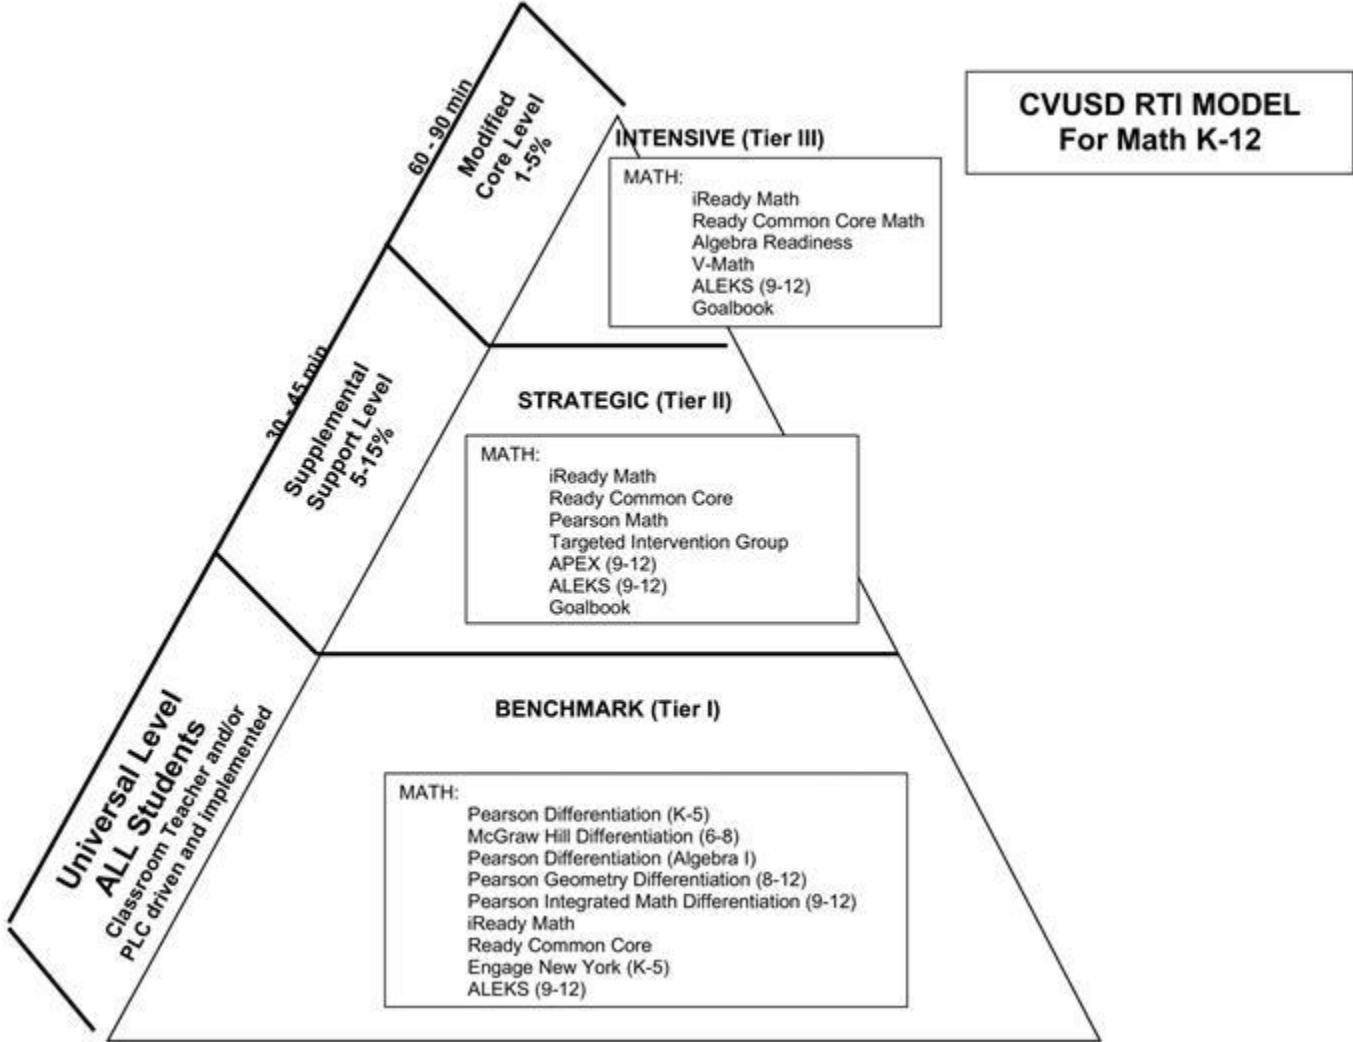 CVUSD RTI MODEL
For Math K-12
60 - 90 min
Modified
Core Level
1-5%
INTENSIVE (Tier III)
MATH:
iReady Math
Ready Common Core Math
Algebra Readiness
V-Math
ALEKS (9-12)
Goalbook
30 - 45 min
Supplemental
Support Level
5-15%
STRATEGIC (Tier II)
MATH:
iReady Math
Ready Common Core
Pearson Math
Targeted Intervention Group
APEX (9-12)
ALEKS (9-12)
Goalbook
Universal Level
ALL Students
Classroom Teacher and/or
PLC driven and implemented
BENCHMARK (Tier I)
MATH:
Pearson Differentiation (K-5)
McGraw Hill Differentiation (6-8)
Pearson Differentiation (Algebra I)
Pearson Geometry Differentiation (8-12)
Pearson Integrated Math Differentiation (9-12)
iReady Math
Ready Common Core
Engage New York (K-5)
ALEKS (9-12)